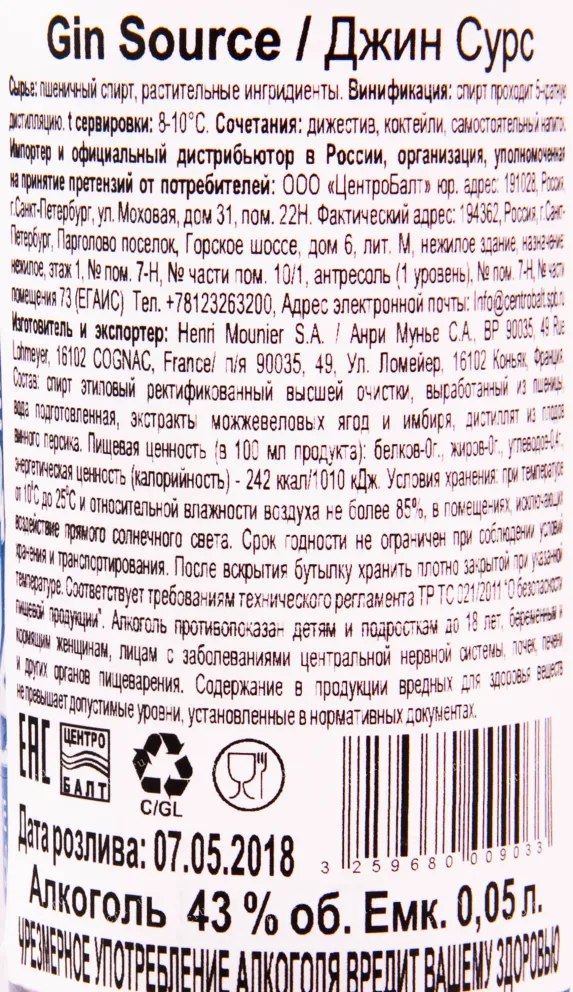 Gin Source / Джин Сурс
Сырье: пшеничный спирт, растительные ингридиенты. Винификация: спирт проходит 5-кратную
дистилляцию. t сервировки: 8-10°C. Сочетания: дижестив, коктейли, самостоятельный напиток.
Импортер и официальный дистрибьютор в России, организация, уполномоченная
на принятие претензий от потребителей: ООО «ЦентроБалт» юр. адрес: 191028, Россия,
г.Санкт-Петербург, ул. Моховая, дом 31, пом. 22Н. Фактический адрес: 194362, Россия, г.Санкт-
Петербург, Парголово поселок, Горское шоссе, дом 6, лит. М, нежилое здание, назначение
нежилое, этаж 1, № пом. 7-Н, № части пом. 10/1, антресоль (1 уровень), № пом. 7-Н, № части
помещения 73 (ЕГАИС) Тел. +78123263200, Адрес электронной почты: Info@centrobalt.spb.ru
Изготовитель и экспортер: Henri Mounier S.A. / Анри Мунье С.А., BP 90035, 49 Rue
Lohmeyer, 16102 COGNAC, France/ п/я 90035, 49, Ул. Ломейер, 16102 Коньяк, Франция.
Состав: спирт этиловый ректификованный высшей очистки, выработанный из пшеницы,
вода подготовленная, экстракты можжевеловых ягод и имбиря, дистиллят из плодов
винного персика. Пищевая ценность (в 100 мл продукта): белков-0г., жиров-0г., углеводов-0,4г.,
энергетическая ценность (калорийность) - 242 ккал/1010 кДж. Условия хранения: при температуре
от 10°C до 25°C и относительной влажности воздуха не более 85%, в помещениях, исключающих
воздействие прямого солнечного света. Срок годности не ограничен при соблюдении условий
хранения и транспортирования. После вскрытия бутылку хранить плотно закрытой при указанной
температуре. Соответствует требованиям технического регламента ТР ТС 021/2011 "О безопасности
пищевой продукции". Алкоголь противопоказан детям и подросткам до 18 лет, беременным и
кормящим женщинам, лицам с заболеваниями центральной нервной системы, почек, печени
и других органов пищеварения. Содержание в продукции вредных для здоровья веществ
не превышает допустимые уровни, установленные в нормативных документах.
EAC
ЦЕНТРО
БАЛТ
C/GL
Дата розлива: 07.05.2018
3 259680 009033
Алкоголь 43 % об. Емк. 0,05 л.
ЧРЕЗМЕРНОЕ УПОТРЕБЛЕНИЕ АЛКОГОЛЯ ВРЕДИТ ВАШЕМУ ЗДОРОВЬЮ